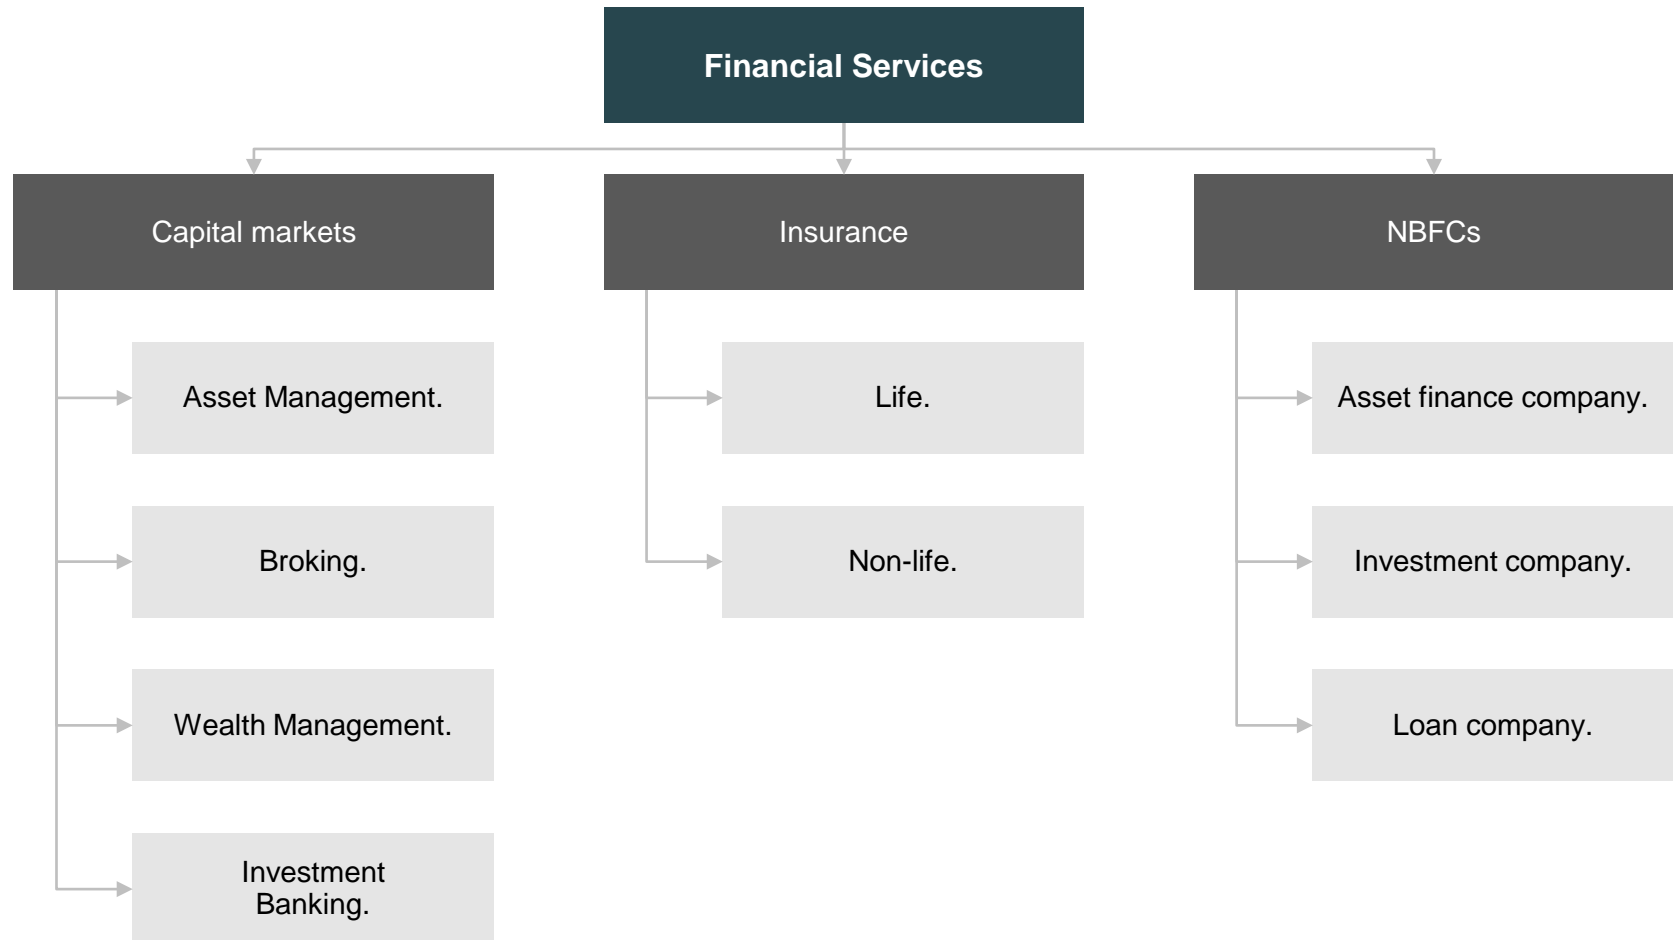 Financial Services
Capital markets
Insurance
NBFCs
Asset Management.
Life.
Asset finance company.
Broking.
Non-life.
Investment company.
Wealth Management.
Loan company.
Investment
Banking.